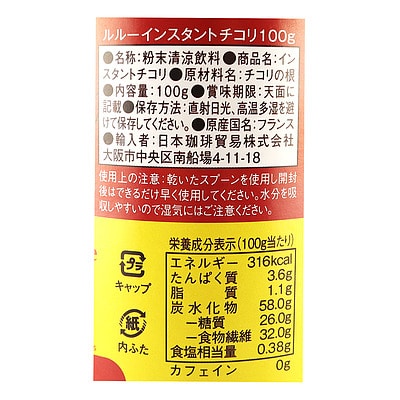 ルルーインスタントチコリ100g
●名称:粉末清涼飲料●商品名:イン
スタントチコリ●原材料名:チコリの根
●内容量:100g●賞味期限:天面に
記載●保存方法:直射日光、高温多湿を避
けて保存してください。●原産国名:フランス
●輸入者:日本珈琲貿易株式会社
大阪市中央区南船場4-11-18
使用上の注意:乾いたスプーンを使用し開封
後はできるだけ早く使用してください。水分を吸
収しやすいので湿気にはご注意ください。
栄養成分表示(100g当たり)
エネルギー 316kcal
たんぱく質 3.6g
脂質 1.1g
炭水化物 58.0g
－糖質 26.0g
－食物繊維 32.0g
食塩相当量 0.38g
カフェイン 0g
プラ
キャップ
紙
内ふた